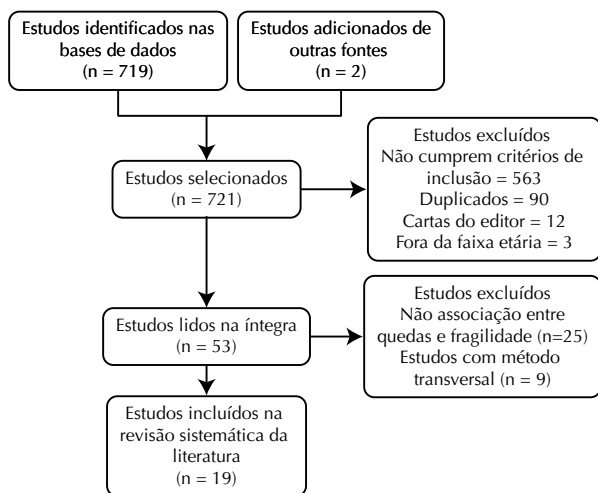 Estudos identificados nas
bases de dados
(n = 719)
Estudos adicionados de
outras fontes
(n = 2)
Estudos selecionados
(n = 721)
Estudos excluídos
Não cumprem critérios de
inclusão = 563
Duplicados = 90
Cartas do editor = 12
Fora da faixa etária = 3
Estudos lidos na íntegra
(n = 53)
Estudos excluídos
Não associação entre
quedas e fragilidade (n=25)
Estudos com método
transversal (n = 9)
Estudos incluídos na
revisão sistemática da
literatura
(n = 19)